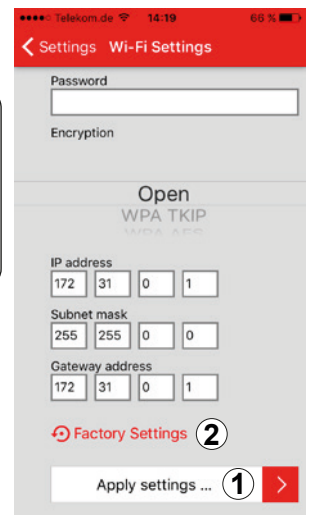 Telekom.de 14:19 66 %
Settings Wi-Fi Settings
Password
Encryption
Open
WPA TKIP
WPA AES
IP address
172 31 0 1
Subnet mask
255 255 0 0
Gateway address
172 31 0 1
Factory Settings 2
Apply settings ... 1